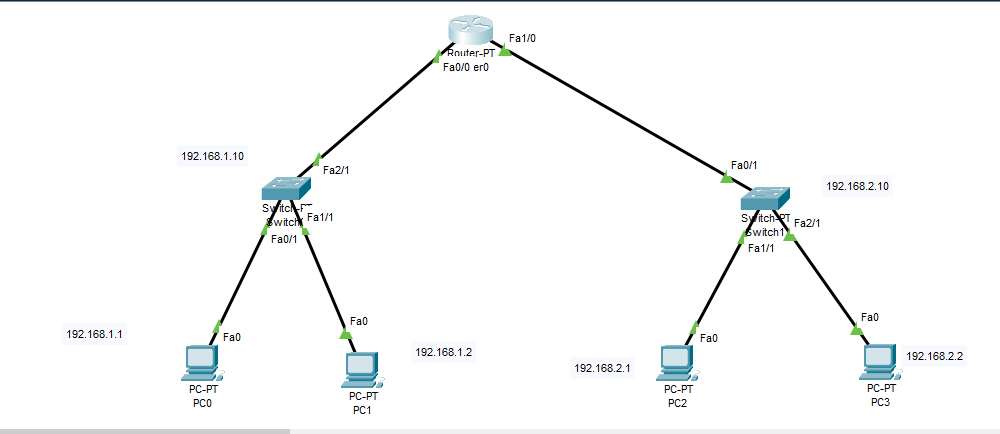 Fa1/0
Router-PT
Fa0/0 er0
192.168.1.10
Fa2/1
Fa0/1
192.168.2.10
Switch-PT
Fa1/1
Fa0/1
Switch-PT
Switch1
Fa2/1
Fa1/1
192.168.1.1
Fa0
Fa0
192.168.1.2
Fa0
Fa0
192.168.2.1
192.168.2.2
PC-PT
PC0
PC-PT
PC1
PC-PT
PC2
PC-PT
PC3